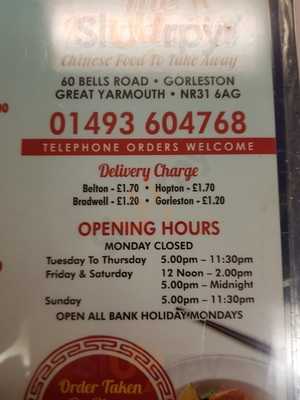 The
Chinese Food To Take Away
60 BELLS ROAD • GORLESTON
GREAT YARMOUTH • NR31 6AG
01493 604768
TELEPHONE ORDERS WELCOME
Delivery Charge
Belton - £1.70 • Hopton - £1.70
Bradwell - £1.20 • Gorleston - £1.20
OPENING HOURS
MONDAY CLOSED
Tuesday To Thursday 5.00pm – 11:30pm
Friday & Saturday 12 Noon – 2.00pm
5.00pm – Midnight
Sunday 5.00pm – 11:30pm
OPEN ALL BANK HOLIDAY MONDAYS
Order Taken